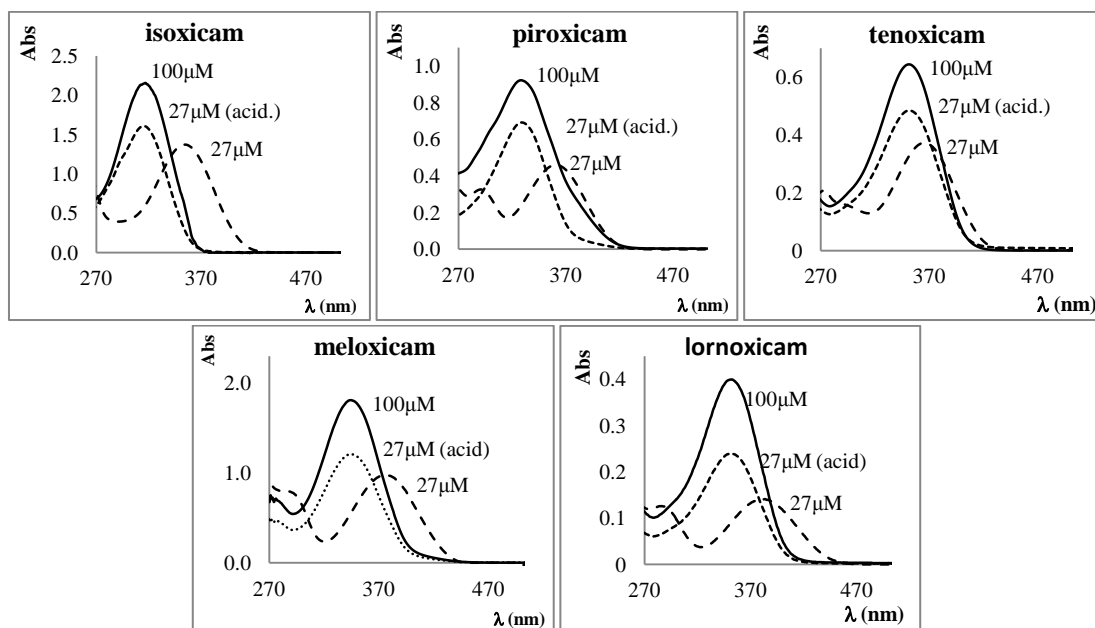 isoxicam
Abs
2.5
2.0
1.5
1.0
0.5
0.0
100μM
27μM (acid.)
27μM
270
370
470
λ (nm)
piroxicam
Abs
1.0
0.8
0.6
0.4
0.2
0.0
100μM
27μM (acid.)
27μM
270
370
470
λ (nm)
tenoxicam
Abs
0.6
0.4
0.2
0
100μM
27μM (acid.)
27μM
270
370
470
λ (nm)
meloxicam
Abs
2.0
1.0
0.0
100μM
27μM (acid)
27μM
270
370
470
λ (nm)
lornoxicam
Abs
0.4
0.3
0.2
0.1
0
100μM
27μM (acid)
27μM
270
370
470
λ (nm)